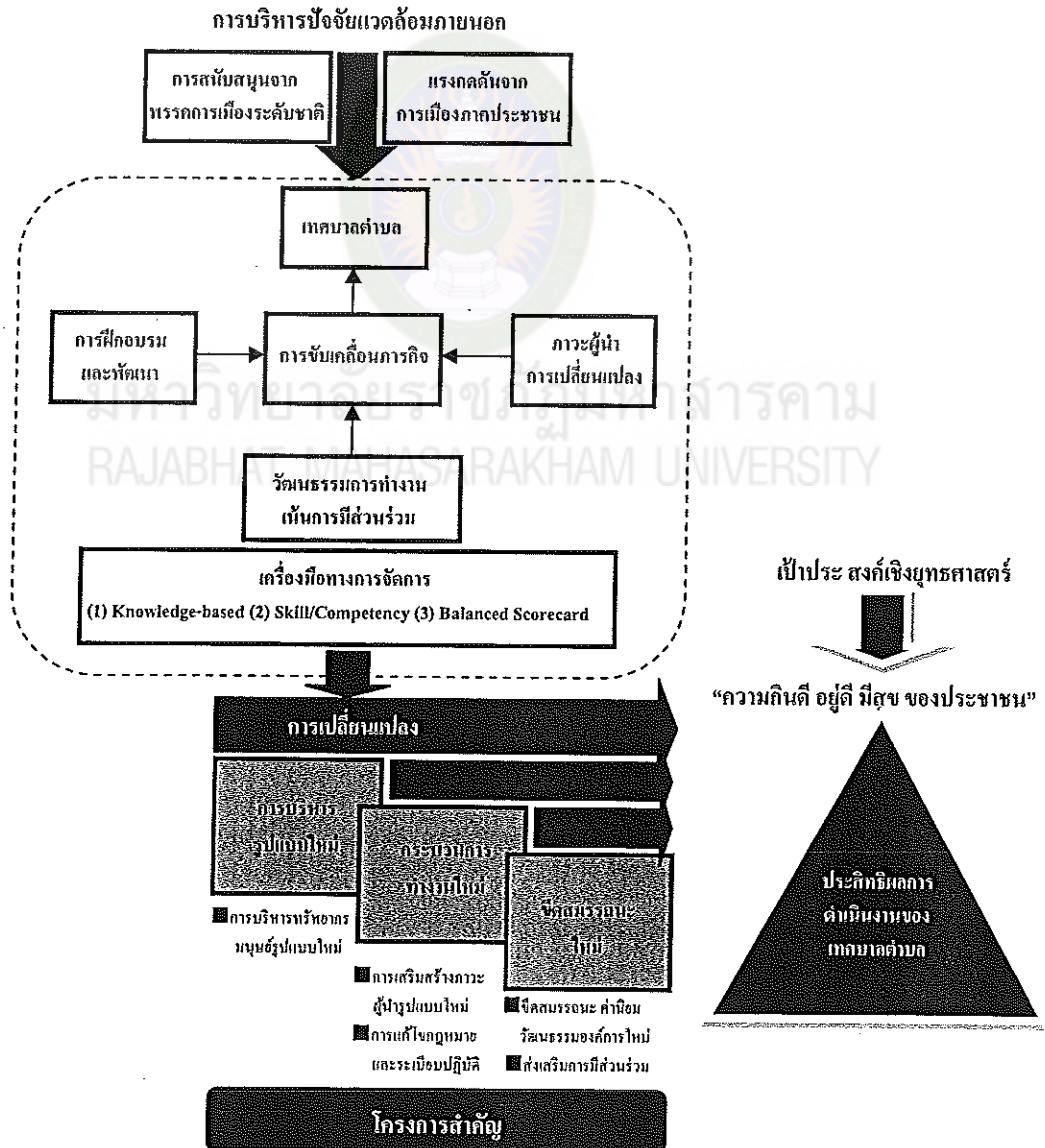 การบริหารปัจจัยแวดล้อมภายนอก
การสนับสนุนจาก
พรรคการเมืองระดับชาติ
แรงกดดันจาก
การเมืองภาคประชาชน
เทศบาลตำบล
การฝึกอบรม
และพัฒนา
การขับเคลื่อนภารกิจ
ภาวะผู้นำ
การเปลี่ยนแปลง
มหาวิทยาลัยราชภัฏมหาสารคาม
RAJABHAT MAHASARAKHAM UNIVERSITY
วัฒนธรรมการทำงาน
เน้นการมีส่วนร่วม
เครื่องมือทางการจัดการ
(1) Knowledge-based (2) Skill/Competency (3) Balanced Scorecard
เป้าประ สงค์เชิงยุทธศาสตร์
“ความกินดี อยู่ดี มีสุข ของประชาชน”
การเปลี่ยนแปลง
การบริหาร
รูปแบบใหม่
กระบวนการ
ทำงานใหม่
ขีดสมรรถนะ
ใหม่
ประสิทธิผลการ
ดำเนินงานของ
เทศบาลตำบล
การบริหารทรัพยากร
มนุษย์รูปแบบใหม่
การเสริมสร้างภาวะ
ผู้นำรูปแบบใหม่
การแก้ไขกฎหมาย
และระเบียบปฏิบัติ
ขีดสมรรถนะ ค่านิยม
วัฒนธรรมองค์การใหม่
ส่งเสริมการมีส่วนร่วม
โครงการสำคัญ